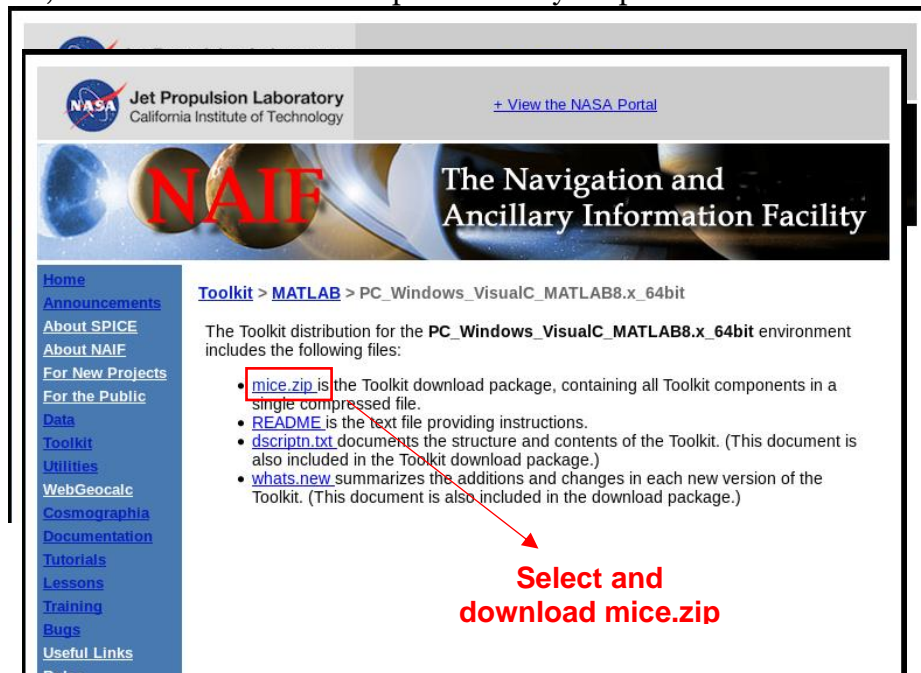 Jet Propulsion Laboratory
California Institute of Technology
+ View the NASA Portal
NASA
NAIF
The Navigation and
Ancillary Information Facility
Home
Announcements
About SPICE
About NAIF
For New Projects
For the Public
Data
Toolkit
Utilities
WebGeocalc
Cosmographia
Documentation
Tutorials
Lessons
Training
Bugs
Useful Links
Toolkit > MATLAB > PC_Windows_VisualC_MATLAB8.x_64bit
The Toolkit distribution for the PC_Windows_VisualC_MATLAB8.x_64bit environment
includes the following files:
• mice.zip is the Toolkit download package, containing all Toolkit components in a
single compressed file.
• README is the text file providing instructions.
• dscriptn.txt documents the structure and contents of the Toolkit. (This document is
also included in the Toolkit download package.)
• whats.new summarizes the additions and changes in each new version of the
Toolkit. (This document is also included in the download package.)
Select and
download mice.zip